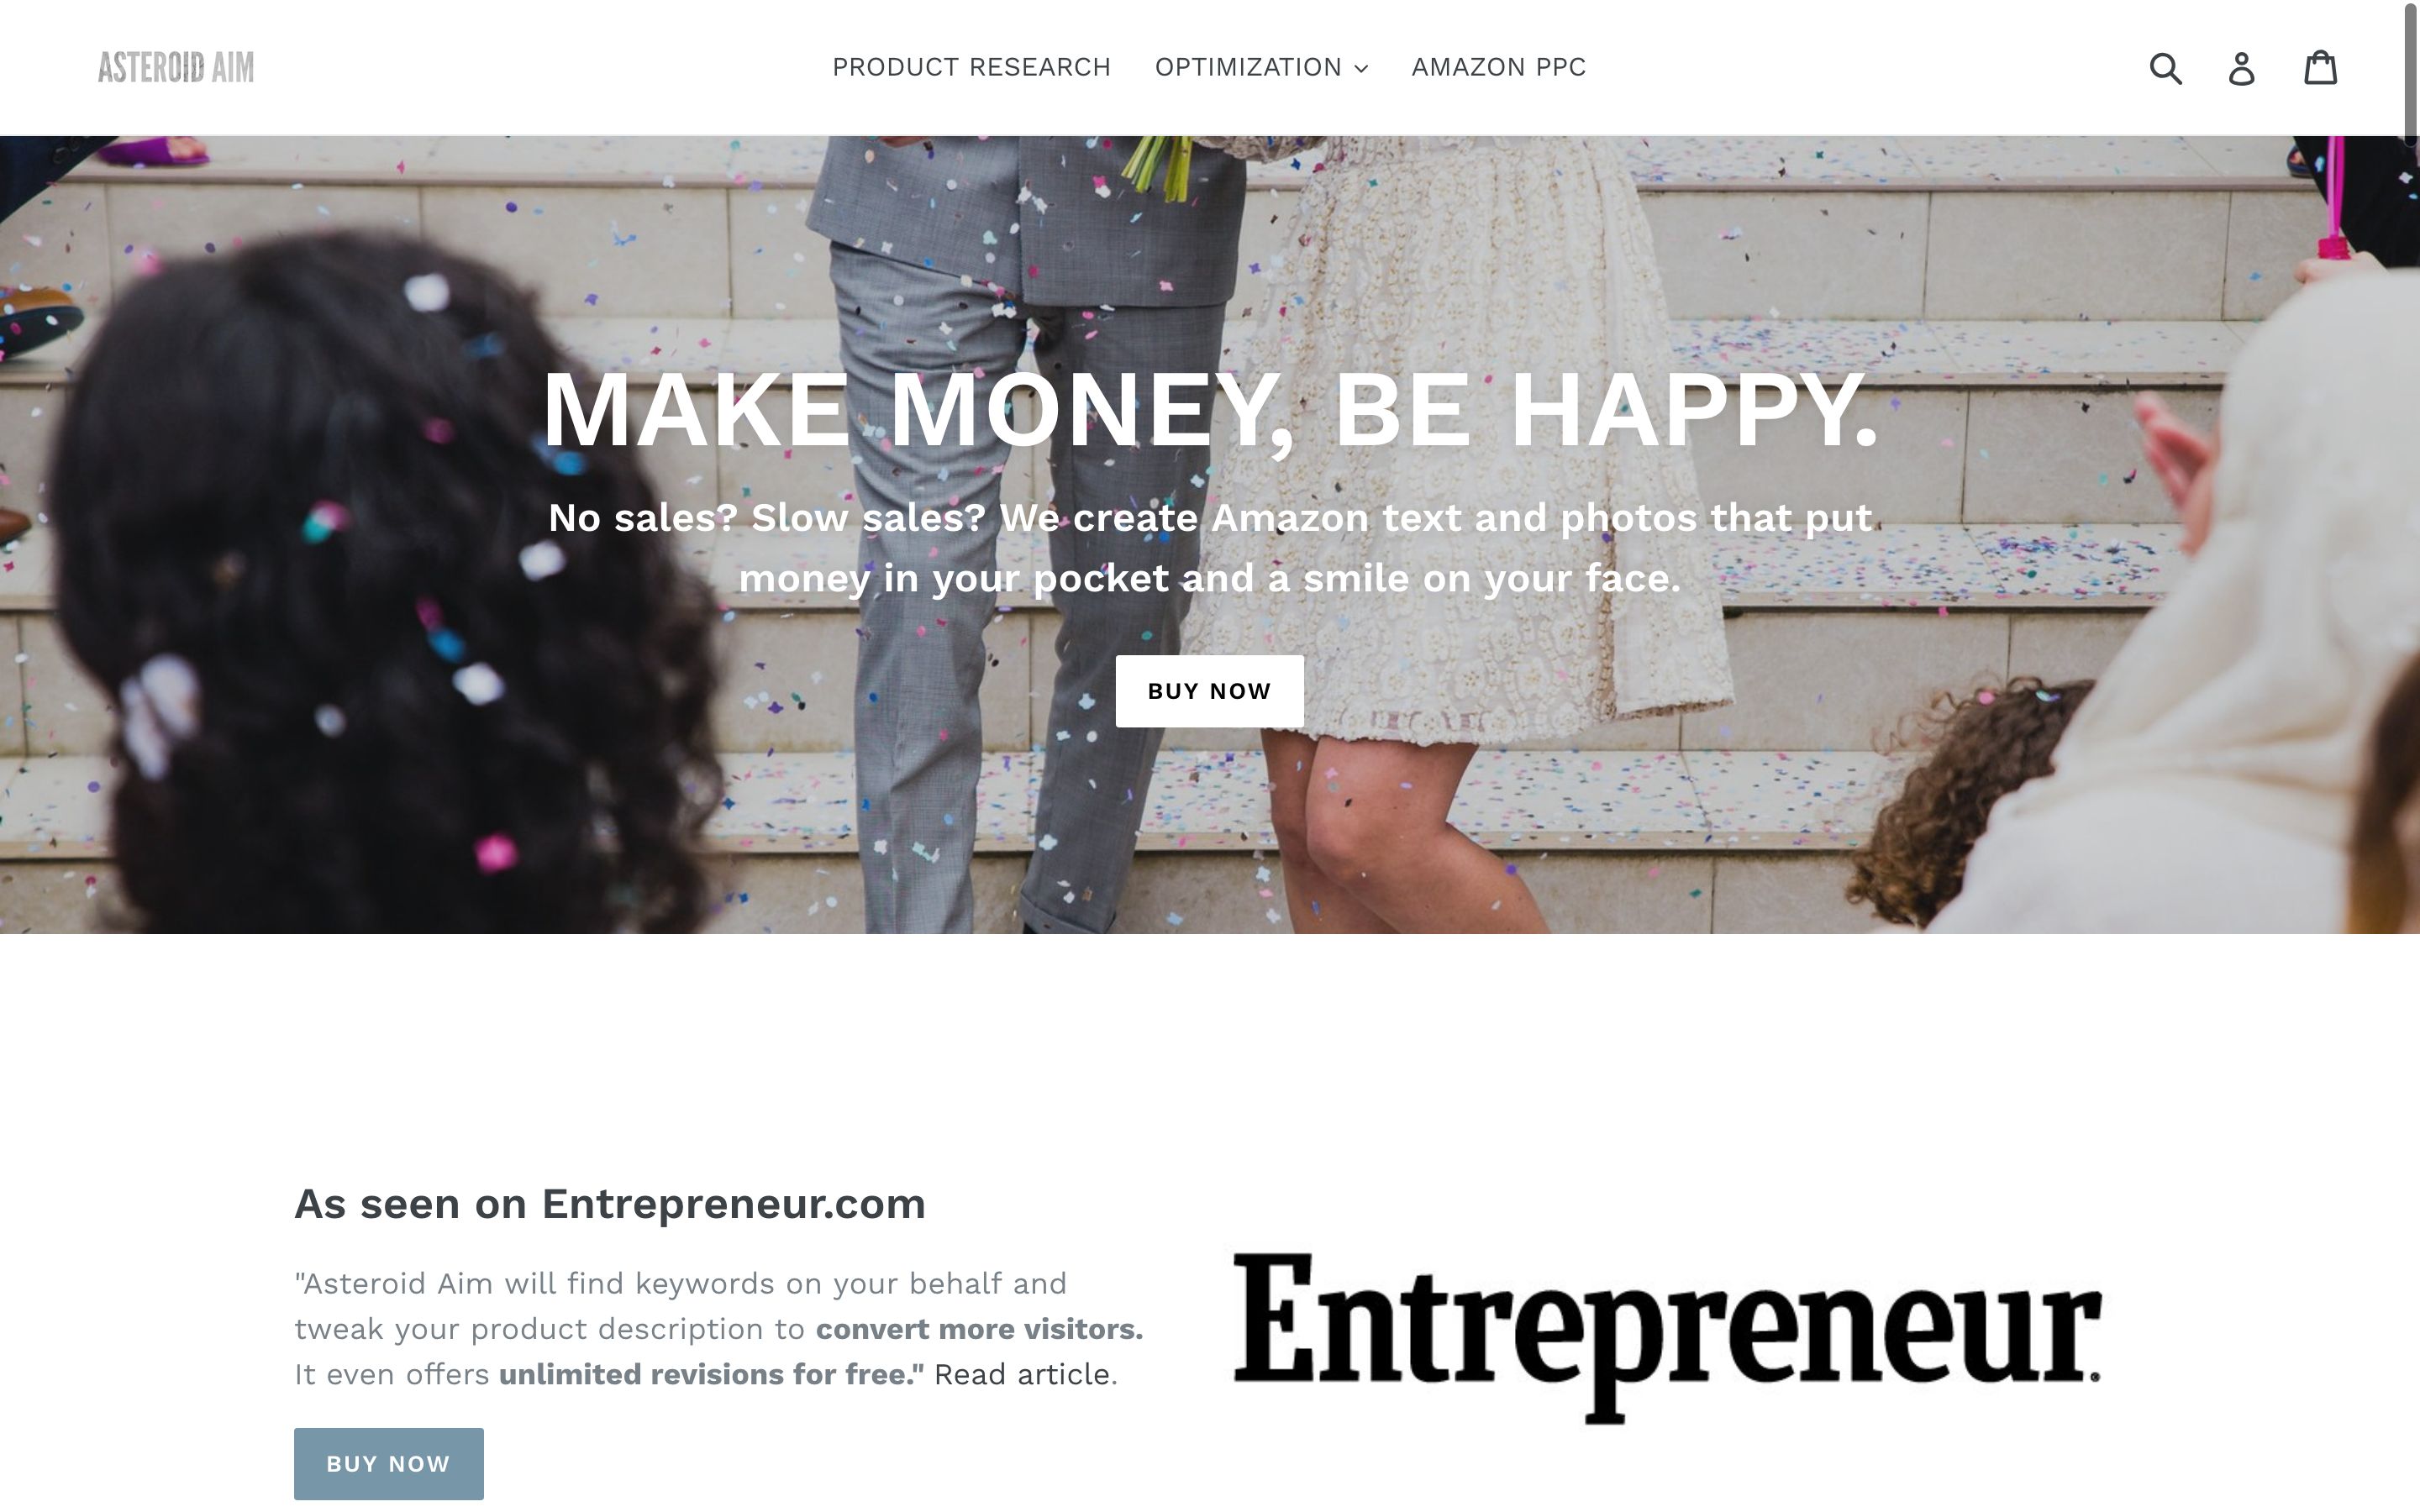 ASTEROID AIM
PRODUCT RESEARCH
OPTIMIZATION
AMAZON PPC
MAKE MONEY, BE HAPPY.
No sales? Slow sales? We create Amazon text and photos that put
money in your pocket and a smile on your face.
BUY NOW
As seen on Entrepreneur.com
"Asteroid Aim will find keywords on your behalf and
tweak your product description to convert more visitors.
It even offers unlimited revisions for free." Read article.
BUY NOW
Entrepreneur